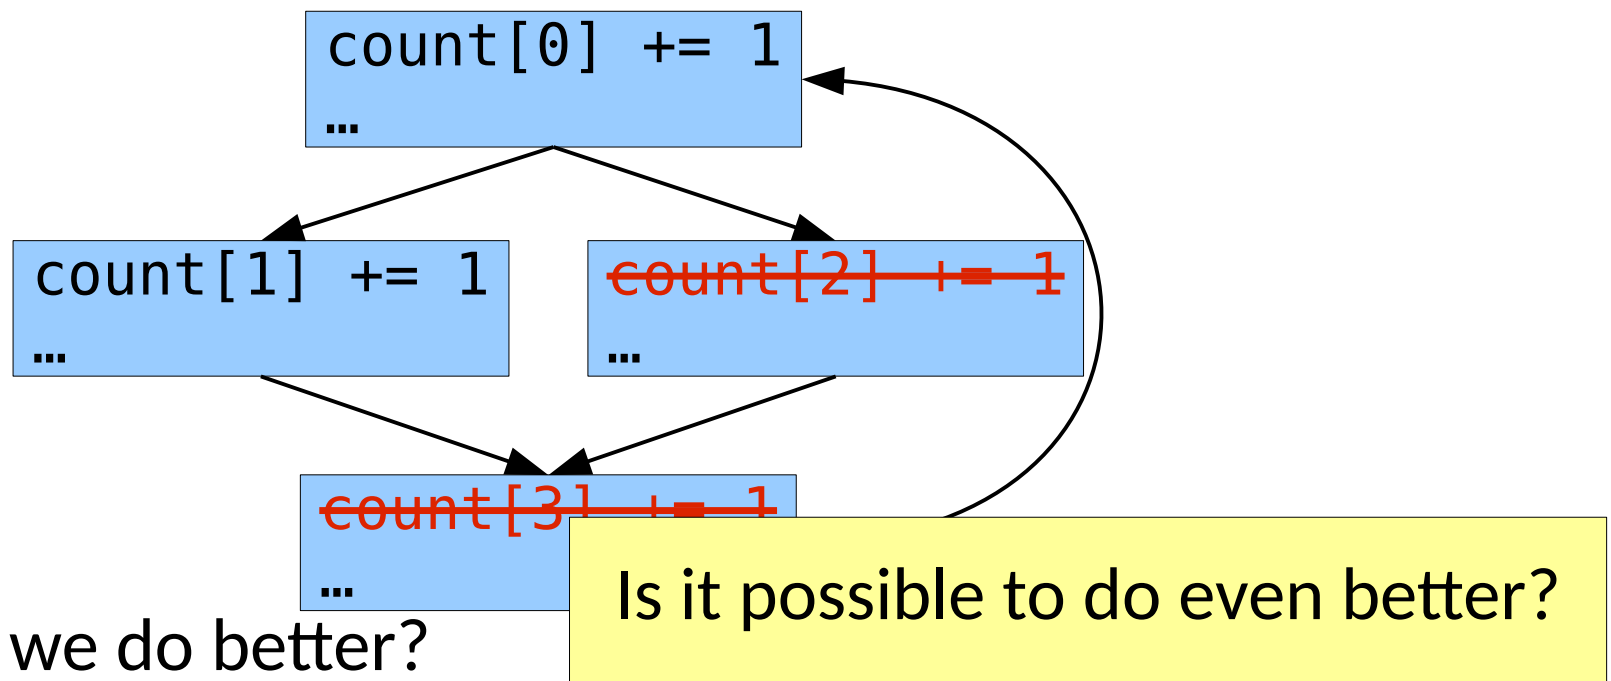 count[0] += 1
…
count[1] += 1
…
count[2] += 1
…
count[3] += 1
…
Is it possible to do even better?
we do better?